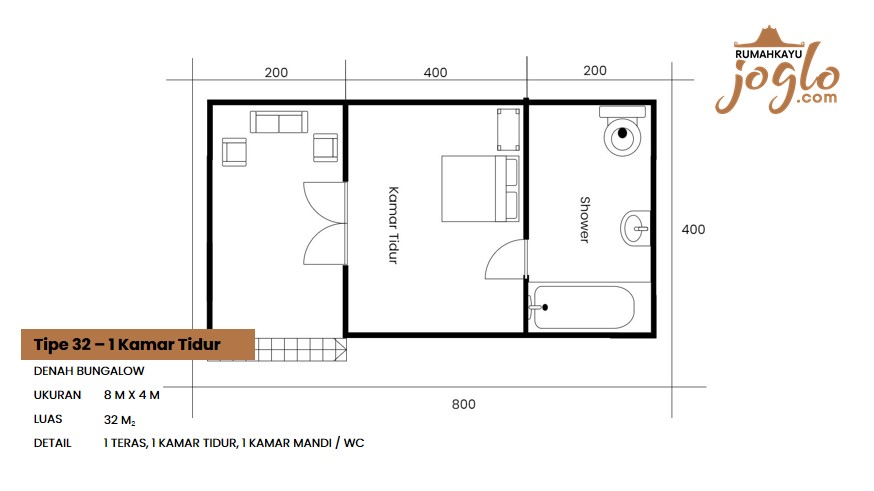 RUMAHKAYU
joglo
.com
200
400
200
Kamar Tidur
Shower
400
Tipe 32 – 1 Kamar Tidur
DENAH BUNGALOW
UKURAN 8 M X 4 M
LUAS 32 M₂
DETAIL 1 TERAS, 1 KAMAR TIDUR, 1 KAMAR MANDI / WC
800